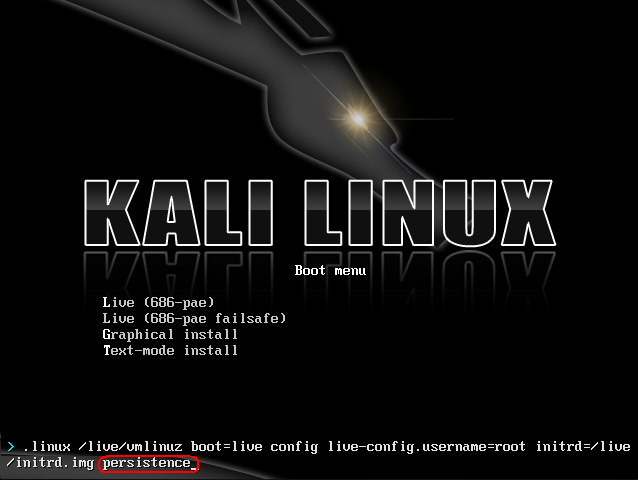 KALI LINUX
Boot menu
Live (686-pae)
Live (686-pae failsafe)
Graphical install
Text-mode install
> .linux /live/vmlinuz boot=live config live-config.username=root initrd=/live
/initrd.img persistence_